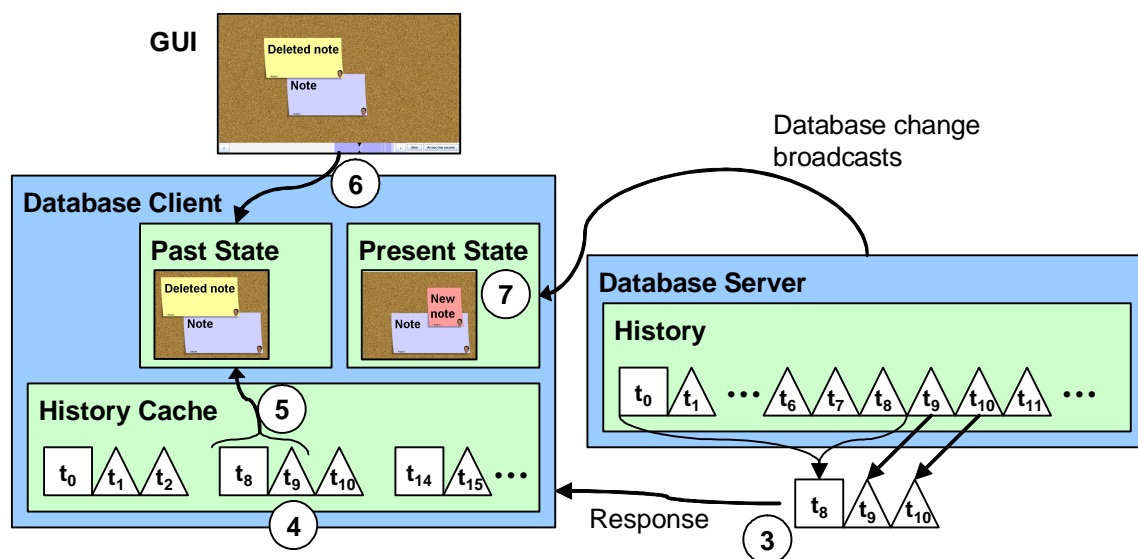 GUI
Deleted note
Note
Database change
broadcasts
6
Database Client
Past State
Present State
Deleted note
Note
New
note
Note
7
Database Server
History
t0 t1 ••• t6 t7 t8 t9 t10 t11 •••
5
History Cache
t0 t1 t2 t8 t9 t10 t14 t15 •••
4
Response
3
t8 t9 t10